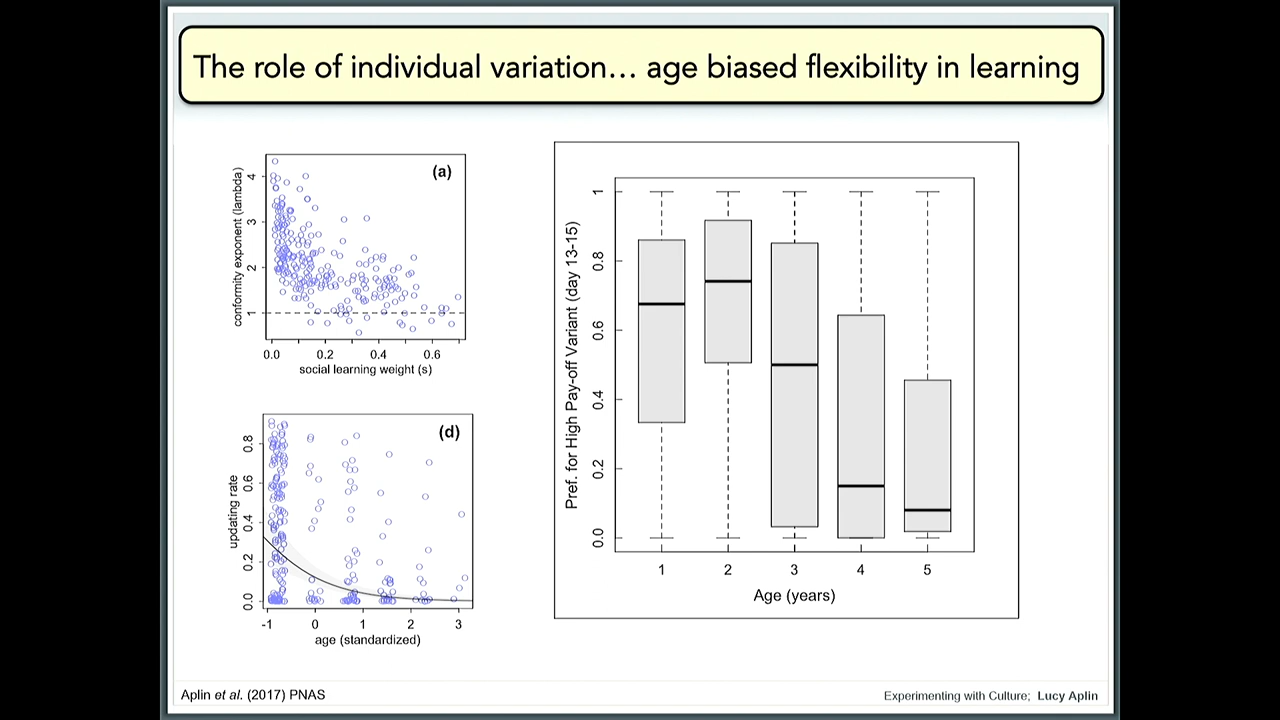 The role of individual variation… age biased flexibility in learning
(a)
conformity exponent (lambda)
4
3
2
1
0.0 0.2 0.4 0.6
social learning weight (s)
(d)
updating rate
0.8
0.6
0.4
0.2
0.0
-1 0 1 2 3
age (standardized)
Pref. for High Pay-off Variant (day 13-15)
1
0.8
0.6
0.4
0.2
0.0
1 2 3 4 5
Age (years)
Aplin et al. (2017) PNAS
Experimenting with Culture; Lucy Aplin